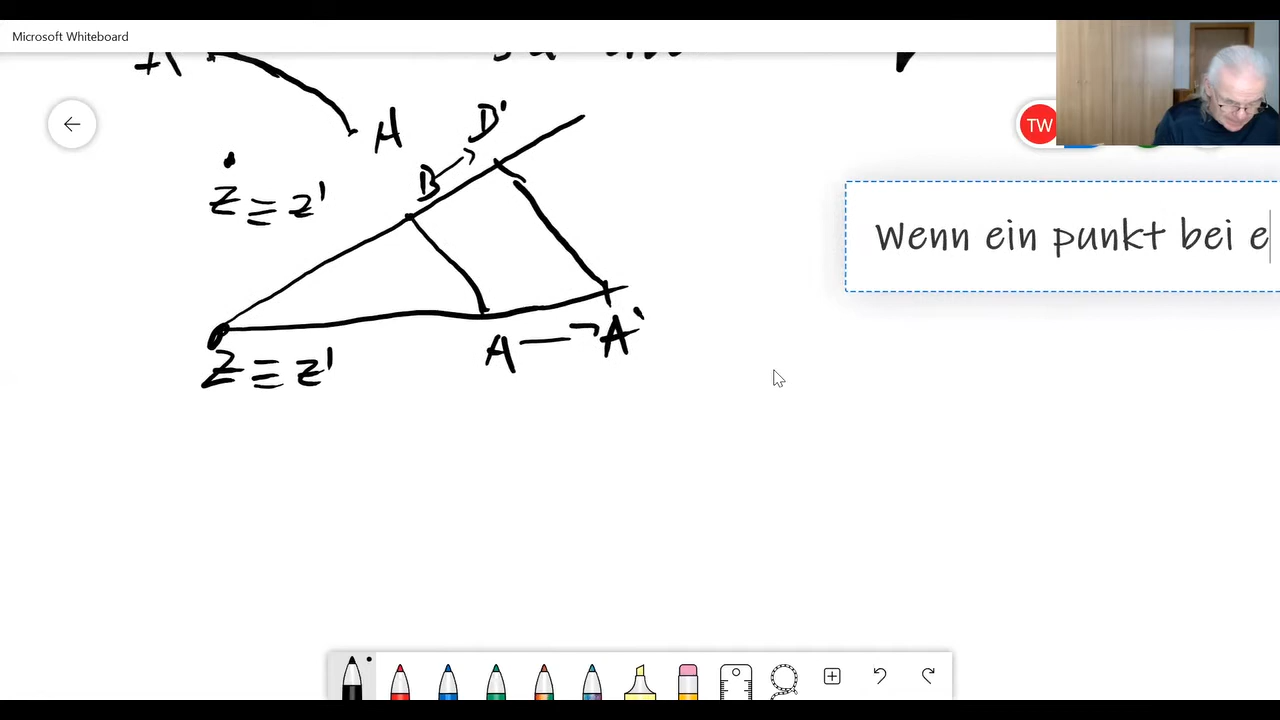 Microsoft Whiteboard
A
A
B'
B
Z ≡ Z'
TW
Wenn ein punkt bei e
Z ≡ Z'
A → A'